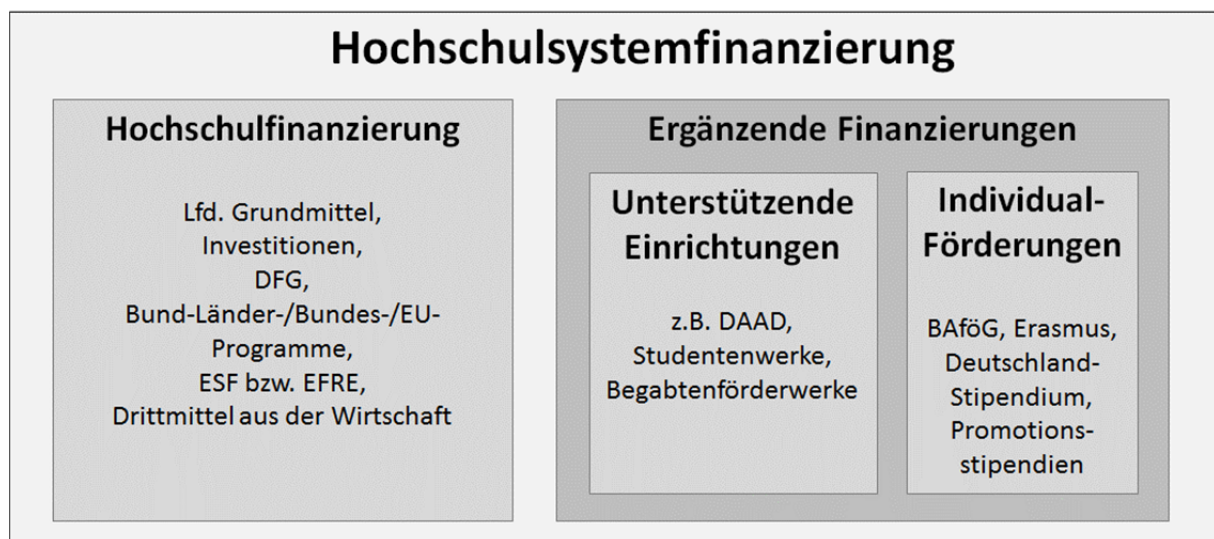 Hochschulsystemfinanzierung
Hochschulfinanzierung
Lfd. Grundmittel,
Investitionen,
DFG,
Bund-Länder-/Bundes-/EU-
Programme,
ESF bzw. EFRE,
Drittmittel aus der Wirtschaft
Ergänzende Finanzierungen
Unterstützende
Einrichtungen
z.B. DAAD,
Studentenwerke,
Begabtenförderwerke
Individual-
Förderungen
BAföG, Erasmus,
Deutschland-
Stipendium,
Promotions-
stipendien